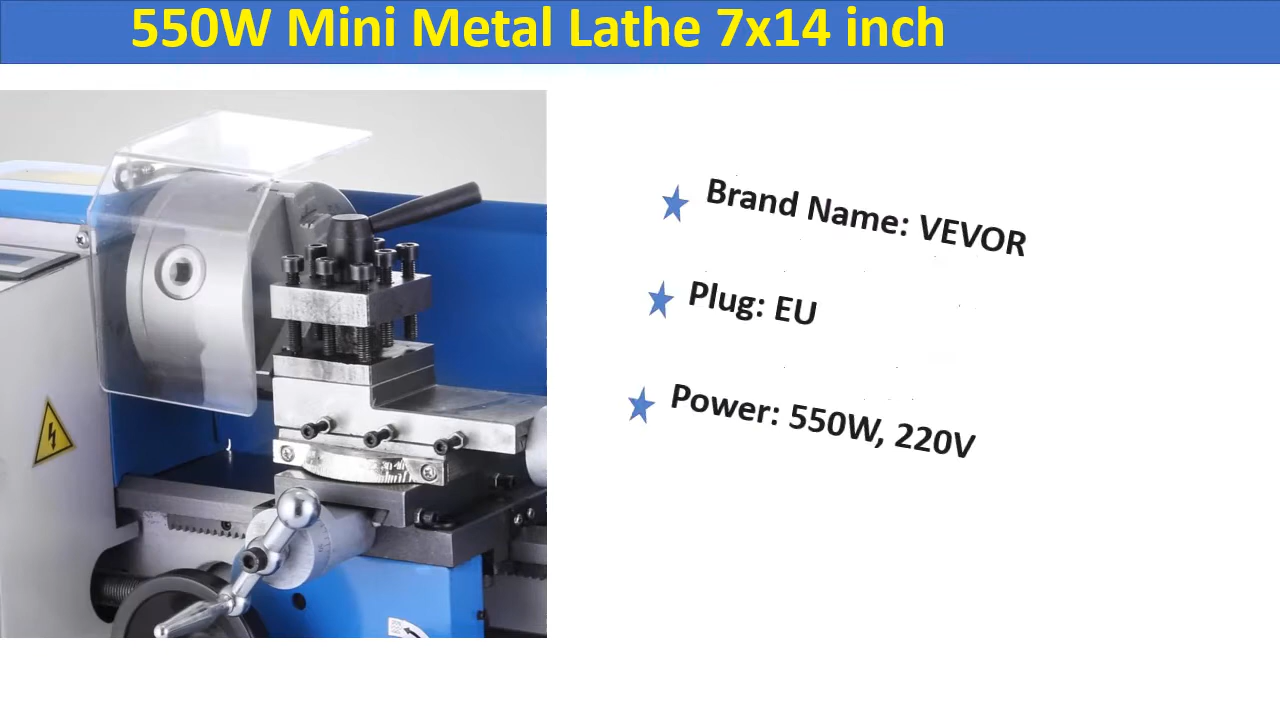 550W Mini Metal Lathe 7x14 inch
Brand Name: VEVOR
Plug: EU
Power: 550W, 220V